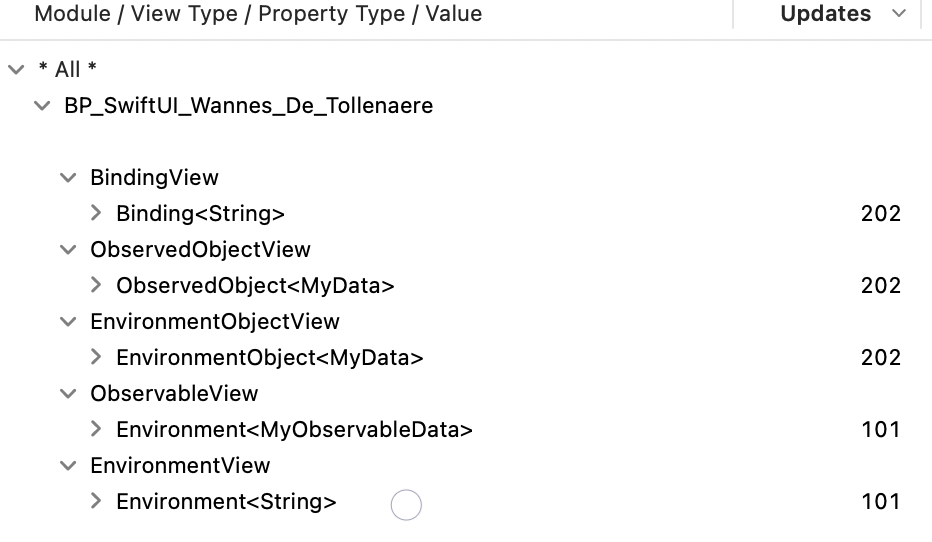 Module / View Type / Property Type / Value Updates
* All *
BP_SwiftUI_Wannes_De_Tollenaere
BindingView
Binding<String> 202
ObservedObjectView
ObservedObject<MyData> 202
EnvironmentObjectView
EnvironmentObject<MyData> 202
ObservableView
Environment<MyObservableData> 101
EnvironmentView
Environment<String> 101